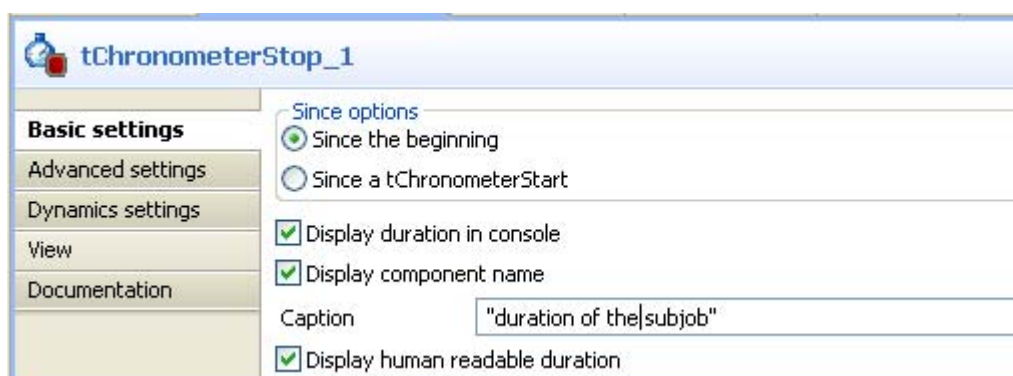 tChronometerStop_1
Basic settings
Advanced settings
Dynamics settings
View
Documentation
Since options
Since the beginning
Since a tChronometerStart
Display duration in console
Display component name
Caption "duration of the subjob"
Display human readable duration